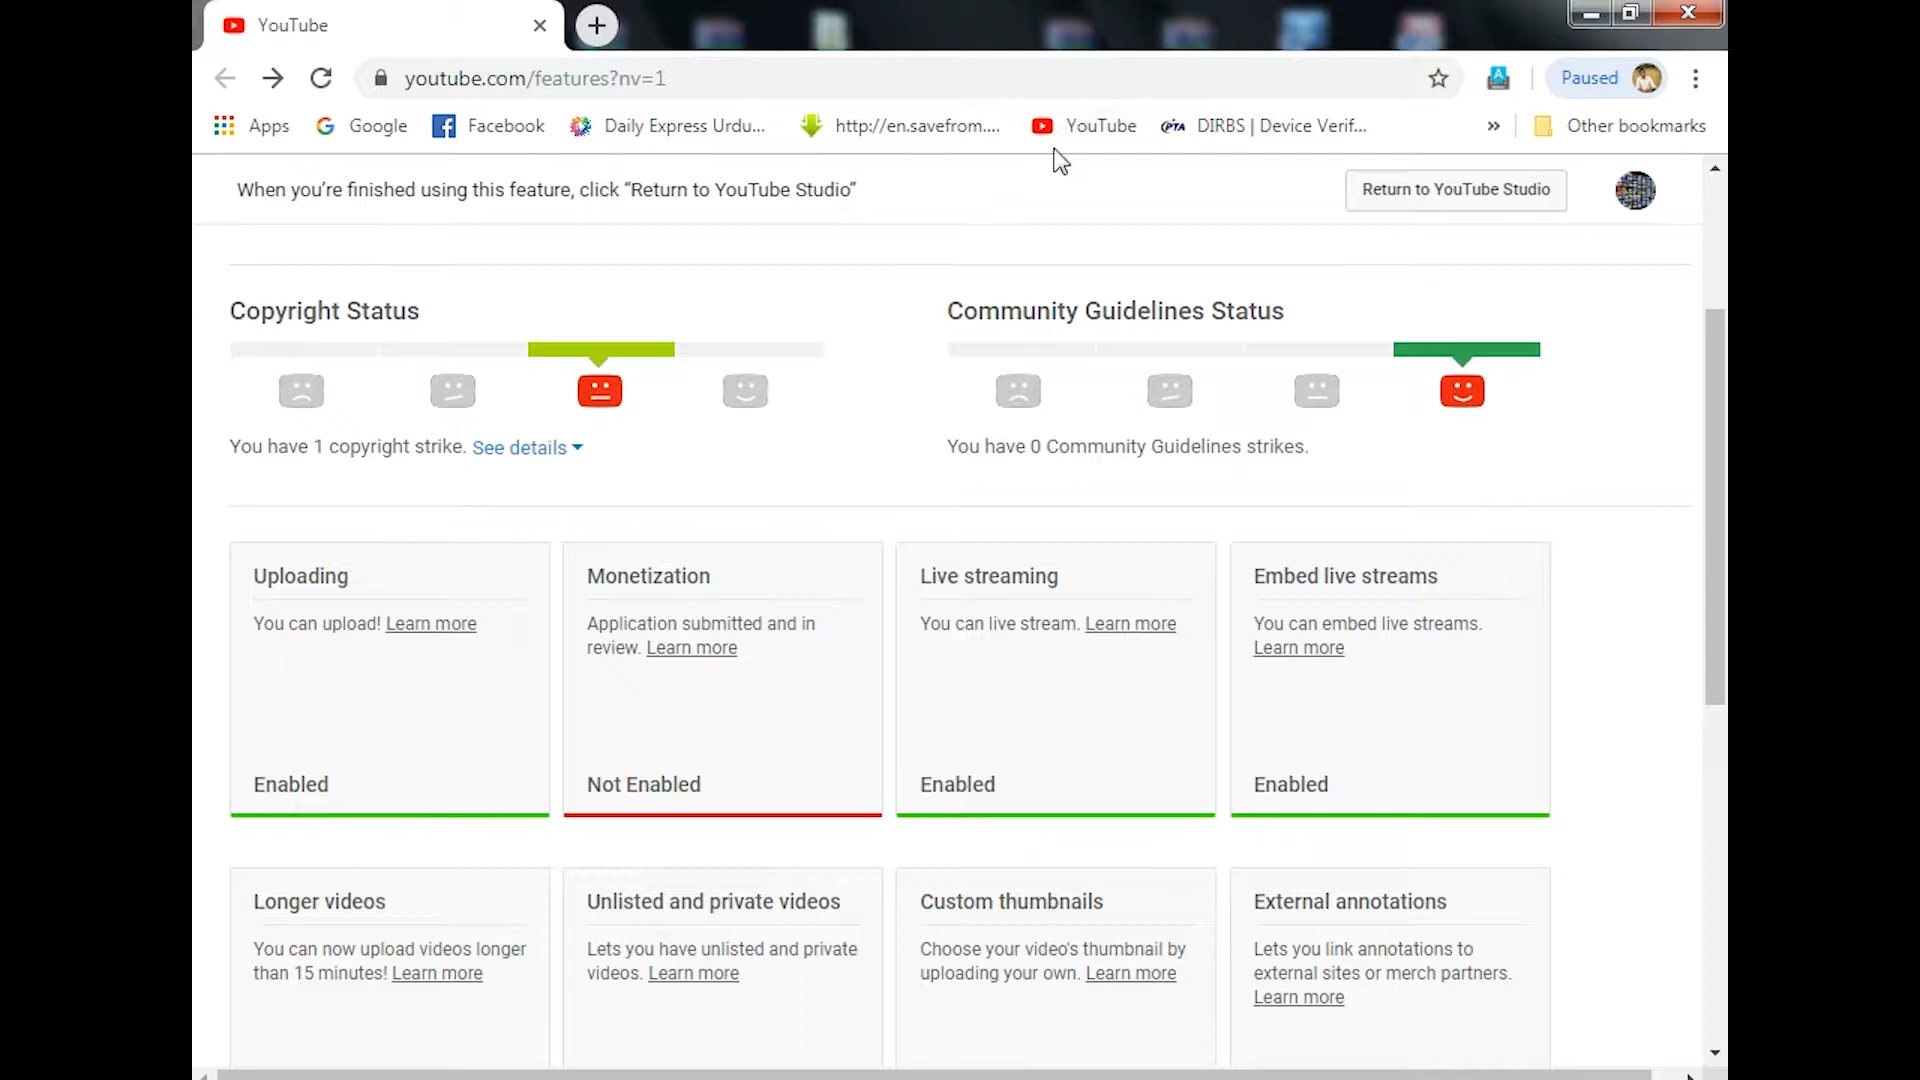 YouTube
youtube.com/features?nv=1
Paused
Apps
Google
Facebook
Daily Express Urdu...
http://en.savefrom....
YouTube
PTA
DIRBS | Device Verif...
»
Other bookmarks
When you're finished using this feature, click “Return to YouTube Studio”
Return to YouTube Studio
Copyright Status
Community Guidelines Status
You have 1 copyright strike. See details
You have 0 Community Guidelines strikes.
Uploading
You can upload! Learn more
Enabled
Monetization
Application submitted and in
review. Learn more
Not Enabled
Live streaming
You can live stream. Learn more
Enabled
Embed live streams
You can embed live streams.
Learn more
Enabled
Longer videos
You can now upload videos longer
than 15 minutes! Learn more
Unlisted and private videos
Lets you have unlisted and private
videos. Learn more
Custom thumbnails
Choose your video's thumbnail by
uploading your own. Learn more
External annotations
Lets you link annotations to
external sites or merch partners.
Learn more